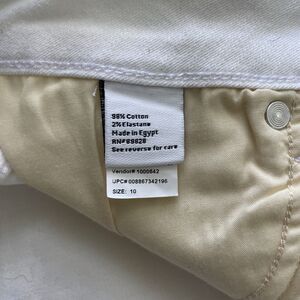 98% Cotton
2% Elastane
Made in Egypt
RN# 89828
See reverse for care
Vendor# 1000642
UPC# 008867342196
SIZE: 10